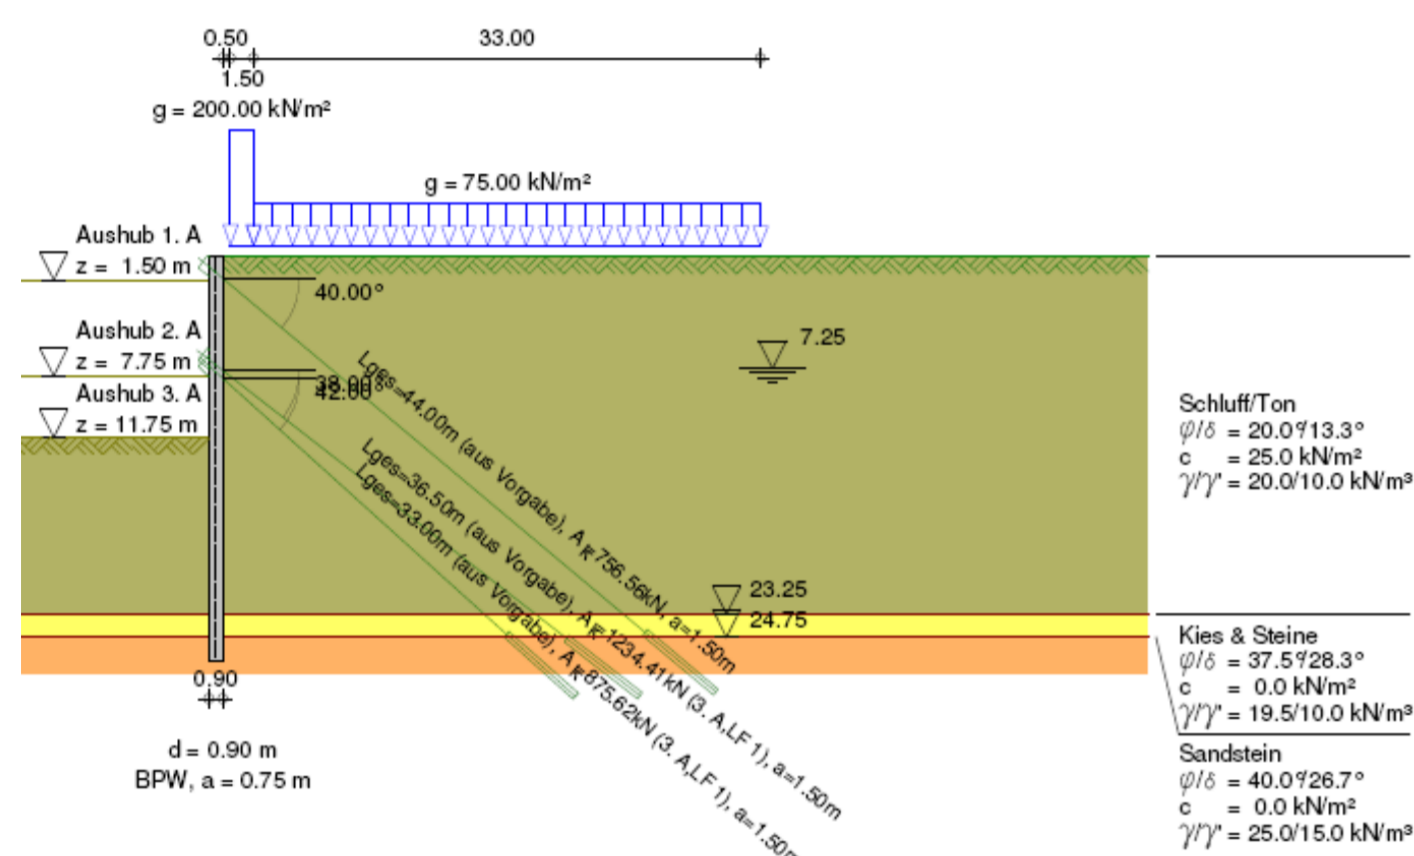 0.50
33.00
1.50
g = 200.00 kN/m²
g = 75.00 kN/m²
Aushub 1. A
z = 1.50 m
40.00°
Aushub 2. A
z = 7.75 m
7.25
38.00°
42.00°
Aushub 3. A
z = 11.75 m
Lges=44.00m (aus Vorgabe), A K=756.56kN, a=1.50m
Lges=36.50m (aus Vorgabe), A K=1234.41kN (3. A,LF 1), a=1.50m
Lges=33.00m (aus Vorgabe), A K=875.62kN (3. A,LF 1), a=1.50m
Schluff/Ton
φ/δ = 20.0°/13.3°
c = 25.0 kN/m²
γ/γ' = 20.0/10.0 kN/m³
23.25
24.75
Kies & Steine
φ/δ = 37.5°/28.3°
c = 0.0 kN/m²
γ/γ' = 19.5/10.0 kN/m³
Sandstein
φ/δ = 40.0°/26.7°
c = 0.0 kN/m²
γ/γ' = 25.0/15.0 kN/m³
0.90
d = 0.90 m
BPW, a = 0.75 m